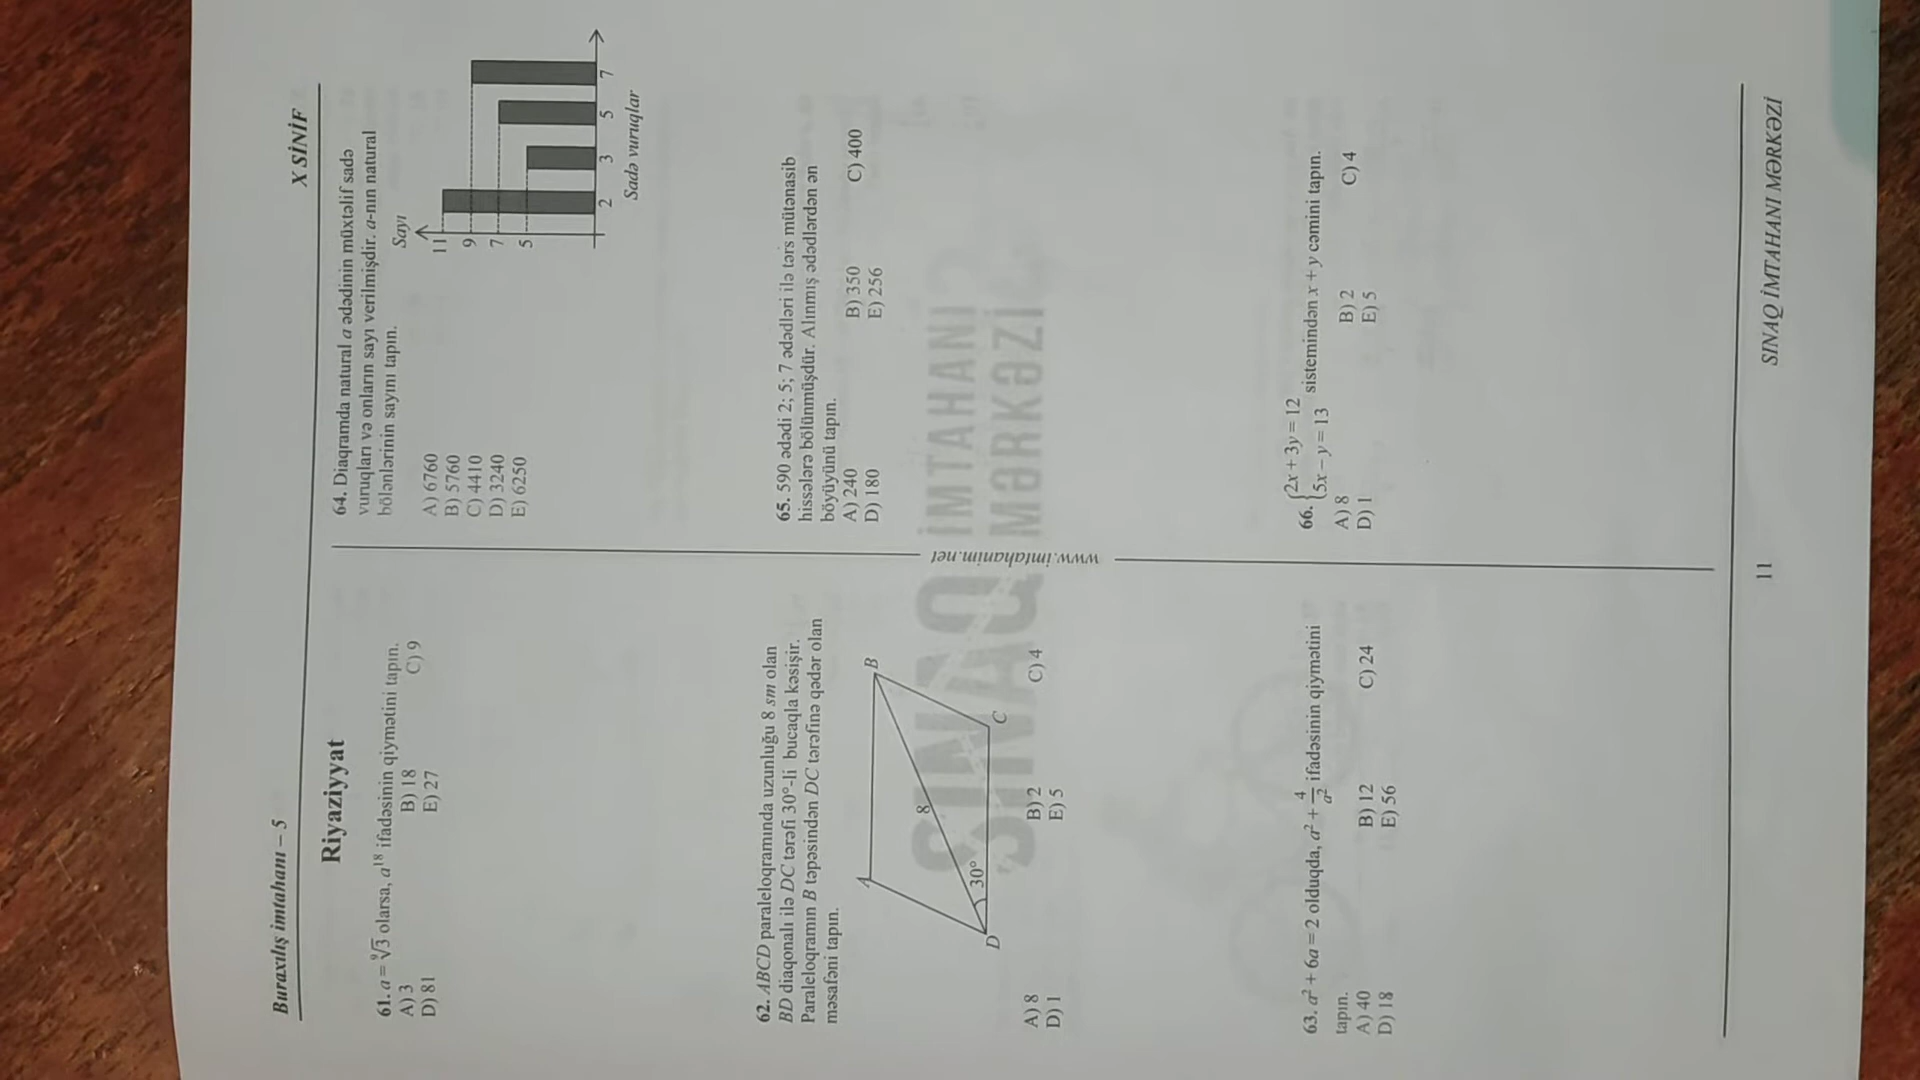 Buraxılış imtahanı – 5
X SİNİF
Riyaziyyat
61. a = ⁹√3 olarsa, a¹⁸ ifadəsinin qiymətini tapın.
A) 3 B) 18 C) 9
D) 81 E) 27
62. ABCD paraleloqramında uzunluğu 8 sm olan
BD diaqonalı ilə DC tərəfi 30°-li bucaqla kəsişir.
Paraleloqramın B təpəsindən DC tərəfinə qədər olan
məsafəni tapın.
A
B
8
30°
D
C
A) 8 B) 2 C) 4
D) 1 E) 5
63. a² + 6a = 2 olduqda, a² + 4/a² ifadəsinin qiymətini
tapın.
A) 40 B) 12 C) 24
D) 18 E) 56
www.imtahanim.net
64. Diaqramda natural a ədədinin müxtəlif sadə
vuruqları və onların sayı verilmişdir. a-nın natural
bölənlərinin sayını tapın.
Sayı
11
9
7
5
2 3 5 7
Sadə vuruqlar
A) 6760
B) 5760
C) 4410
D) 3240
E) 6250
65. 590 ədədi 2; 5; 7 ədədləri ilə tərs mütənasib
hissələrə bölünmüşdür. Alınmış ədədlərdən ən
böyüyünü tapın.
A) 240 B) 350 C) 400
D) 180 E) 256
66. {2x + 3y = 12
5x – y = 13 sistemindən x + y cəmini tapın.
A) 8 B) 2 C) 4
D) 1 E) 5
SINAQ İMTAHANI
MƏRKƏZİ
11
SINAQ İMTAHANI MƏRKƏZİ